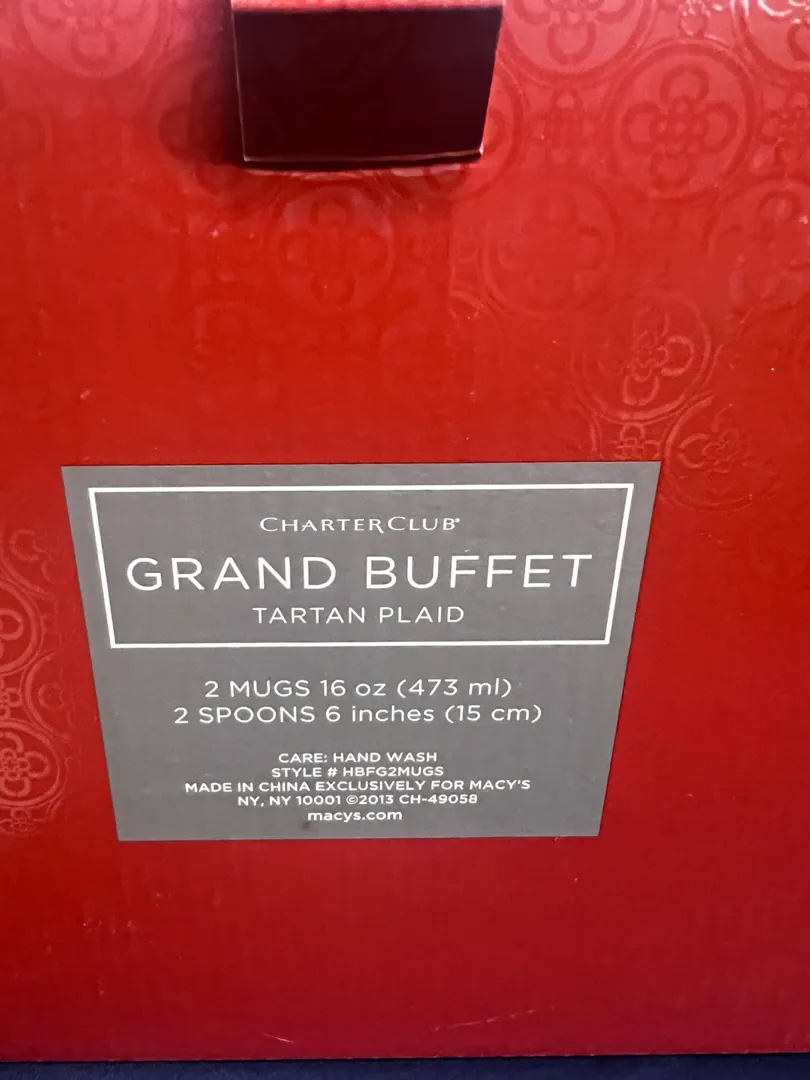 CHARTERCLUB®
GRAND BUFFET
TARTAN PLAID
2 MUGS 16 oz (473 ml)
2 SPOONS 6 inches (15 cm)
CARE: HAND WASH
STYLE # HBFG2MUGS
MADE IN CHINA EXCLUSIVELY FOR MACY'S
NY, NY 10001 ©2013 CH-49058
macys.com